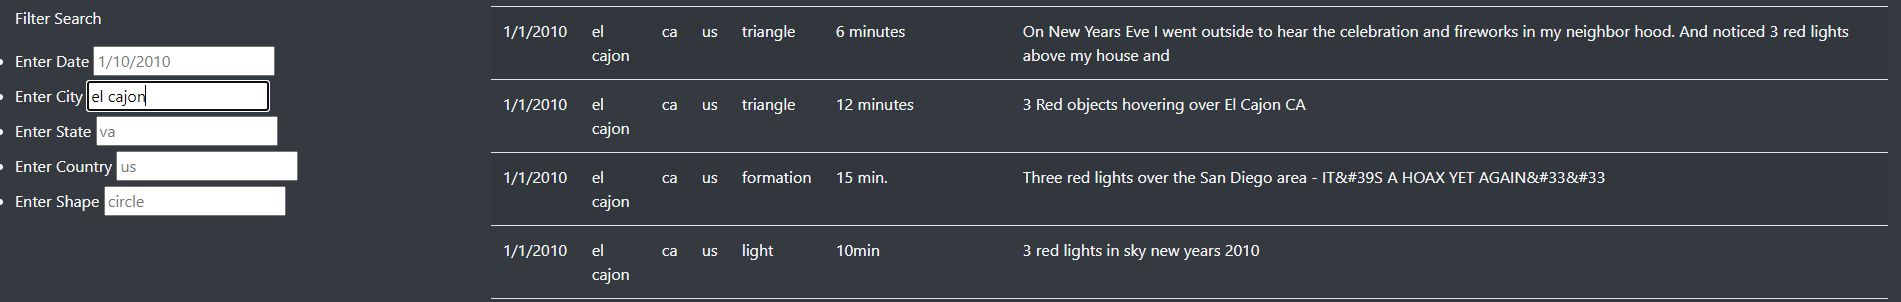 Filter Search
Enter Date 1/10/2010
Enter City el cajon
Enter State va
Enter Country us
Enter Shape circle
1/1/2010 el ca us triangle 6 minutes On New Years Eve I went outside to hear the celebration and fireworks in my neighbor hood. And noticed 3 red lights
cajon above my house and
1/1/2010 el ca us triangle 12 minutes 3 Red objects hovering over El Cajon CA
cajon
1/1/2010 el ca us formation 15 min. Three red lights over the San Diego area - IT&#39S A HOAX YET AGAIN&#33&#33
cajon
1/1/2010 el ca us light 10min 3 red lights in sky new years 2010
cajon